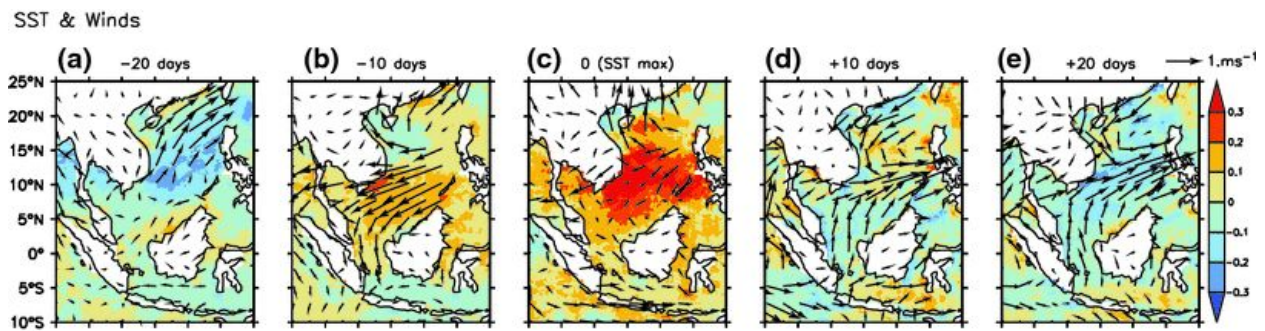 SST & Winds
(a) -20 days
(b) -10 days
(c) 0 (SST max)
(d) +10 days
(e) +20 days
1.ms⁻¹
25°N
20°N
15°N
10°N
5°N
0°
5°S
10°S
0.3
0.2
0.1
0
-0.1
-0.2
-0.3